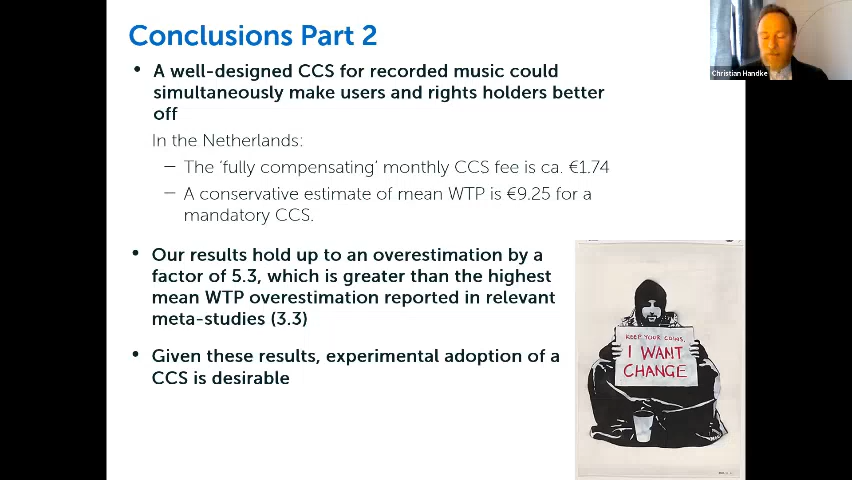 Conclusions Part 2
• A well-designed CCS for recorded music could
simultaneously make users and rights holders better
off
In the Netherlands:
– The ‘fully compensating’ monthly CCS fee is ca. €1.74
– A conservative estimate of mean WTP is €9.25 for a
mandatory CCS.
• Our results hold up to an overestimation by a
factor of 5.3, which is greater than the highest
mean WTP overestimation reported in relevant
meta-studies (3.3)
• Given these results, experimental adoption of a
CCS is desirable
KEEP YOUR COINS,
I WANT
CHANGE
Christian Handke